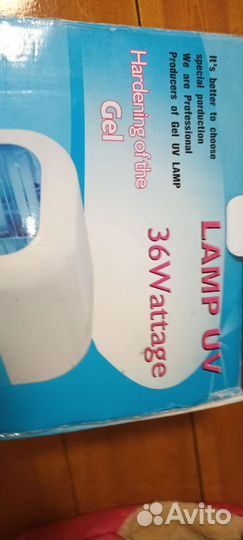 It's better to choose
special porduction
We are Professional
Producers of Gel UV LAMP
Hardening of the
Gel
LAMP UV
36Wattage
Avito